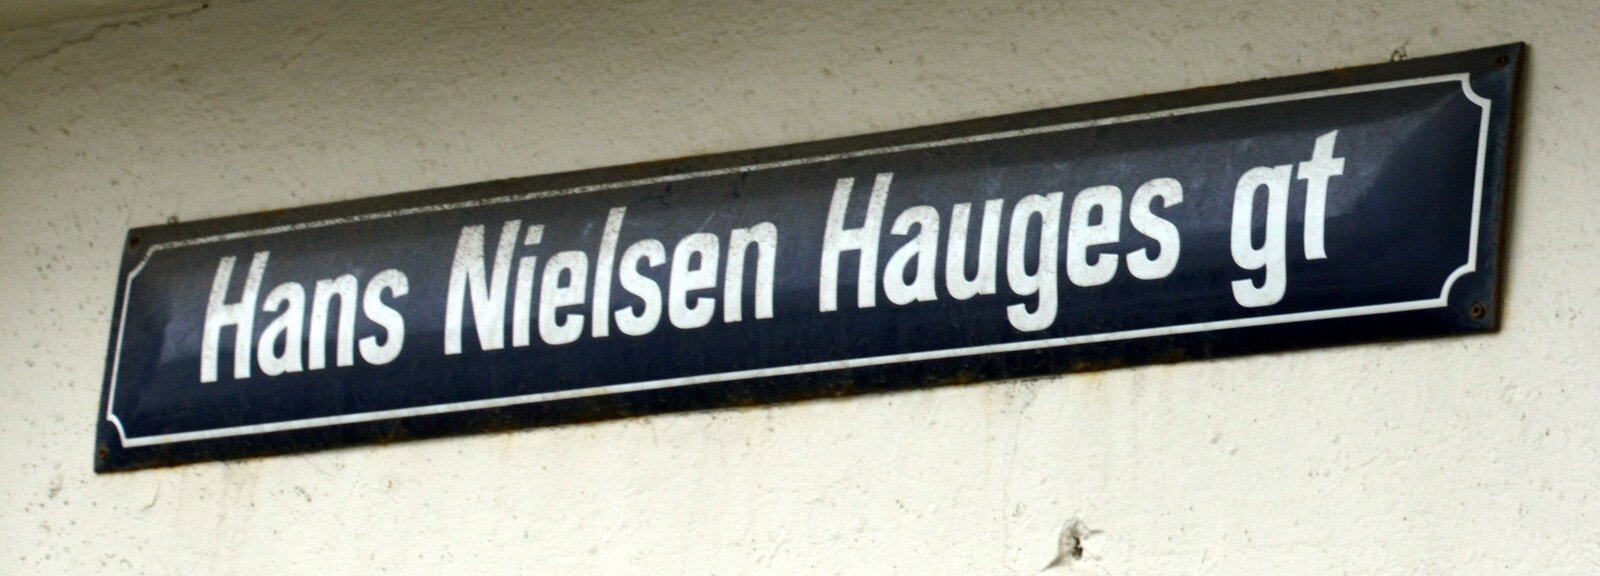 Hans Nielsen Hauges gt